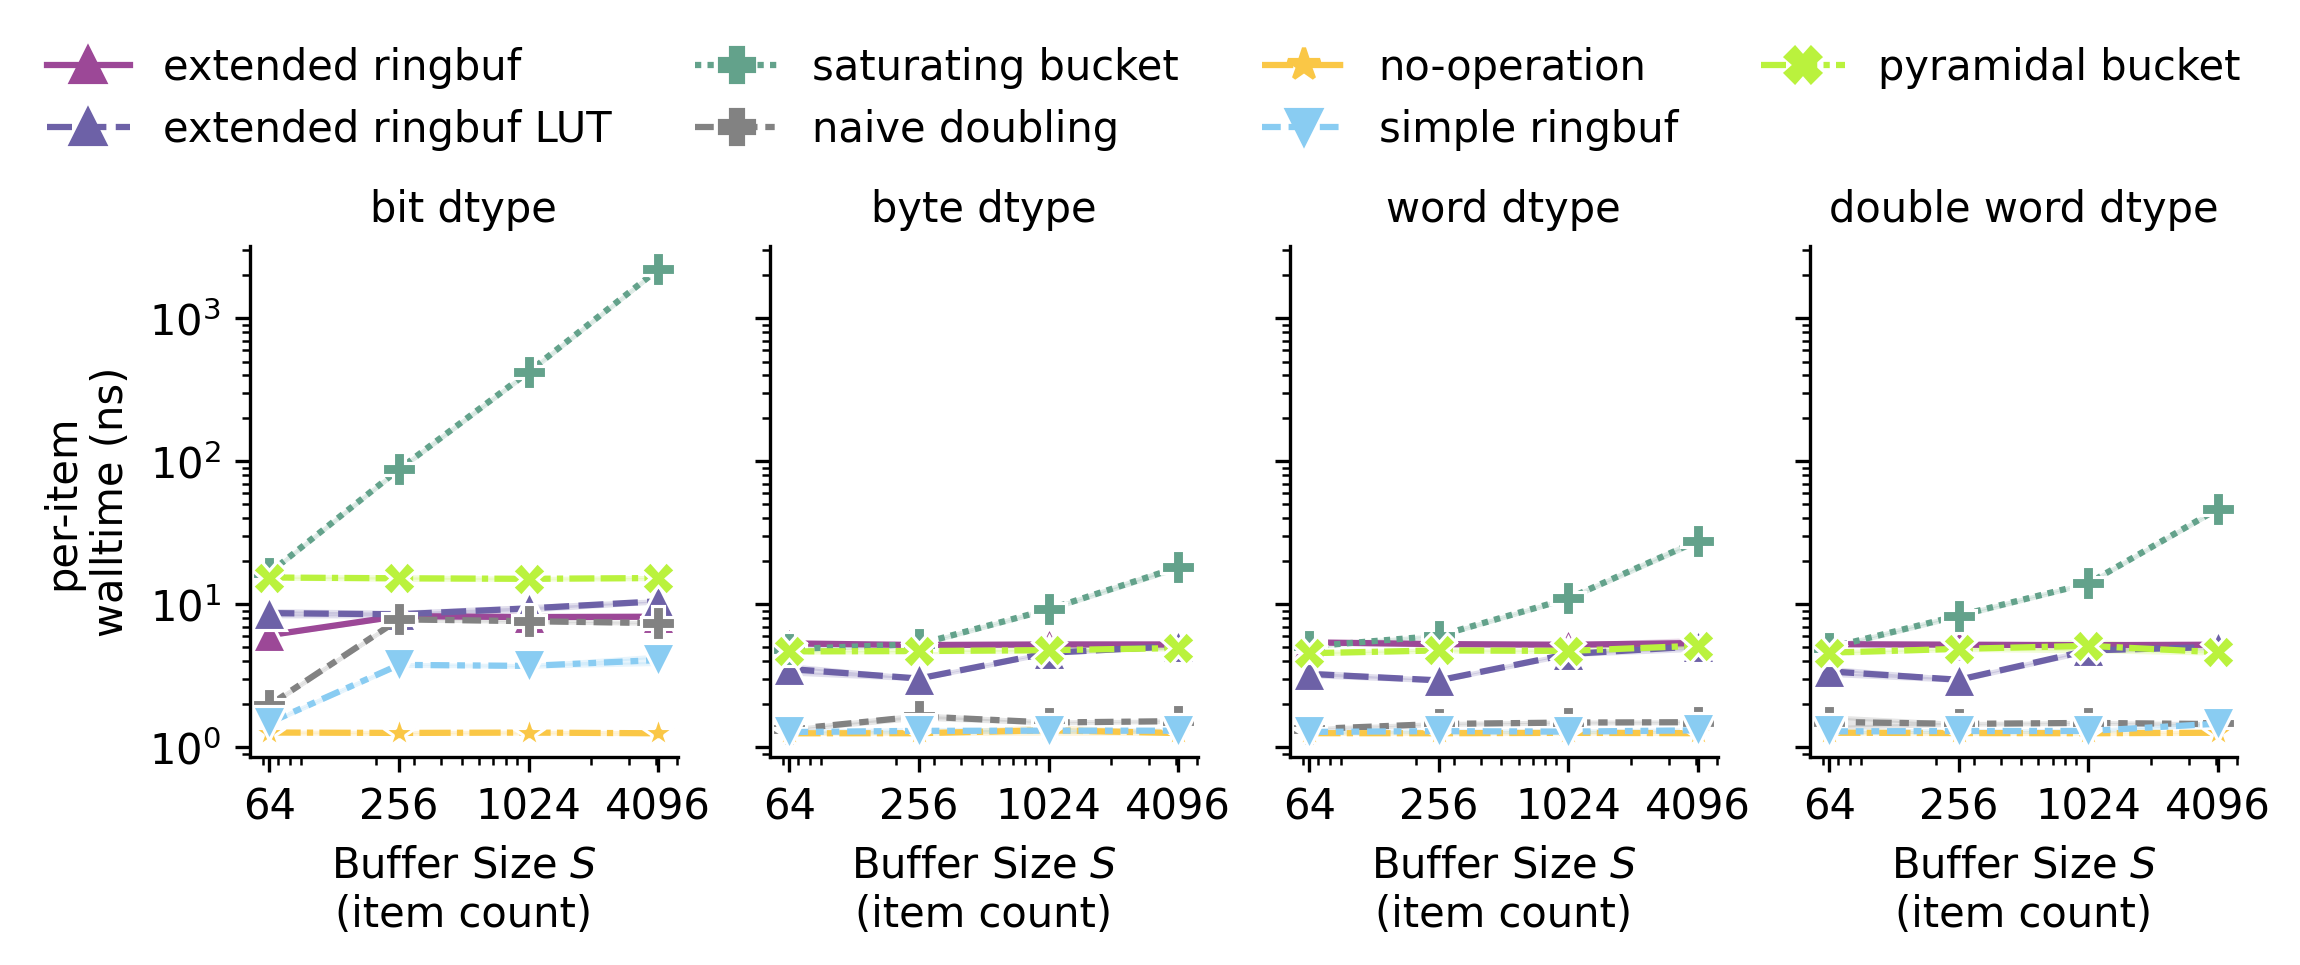 extended ringbuf
extended ringbuf LUT
saturating bucket
naive doubling
no-operation
simple ringbuf
pyramidal bucket
bit dtype
byte dtype
word dtype
double word dtype
per-item
walltime (ns)
10³
10²
10¹
10⁰
64 256 1024 4096
64 256 1024 4096
64 256 1024 4096
64 256 1024 4096
Buffer Size S
(item count)
Buffer Size S
(item count)
Buffer Size S
(item count)
Buffer Size S
(item count)